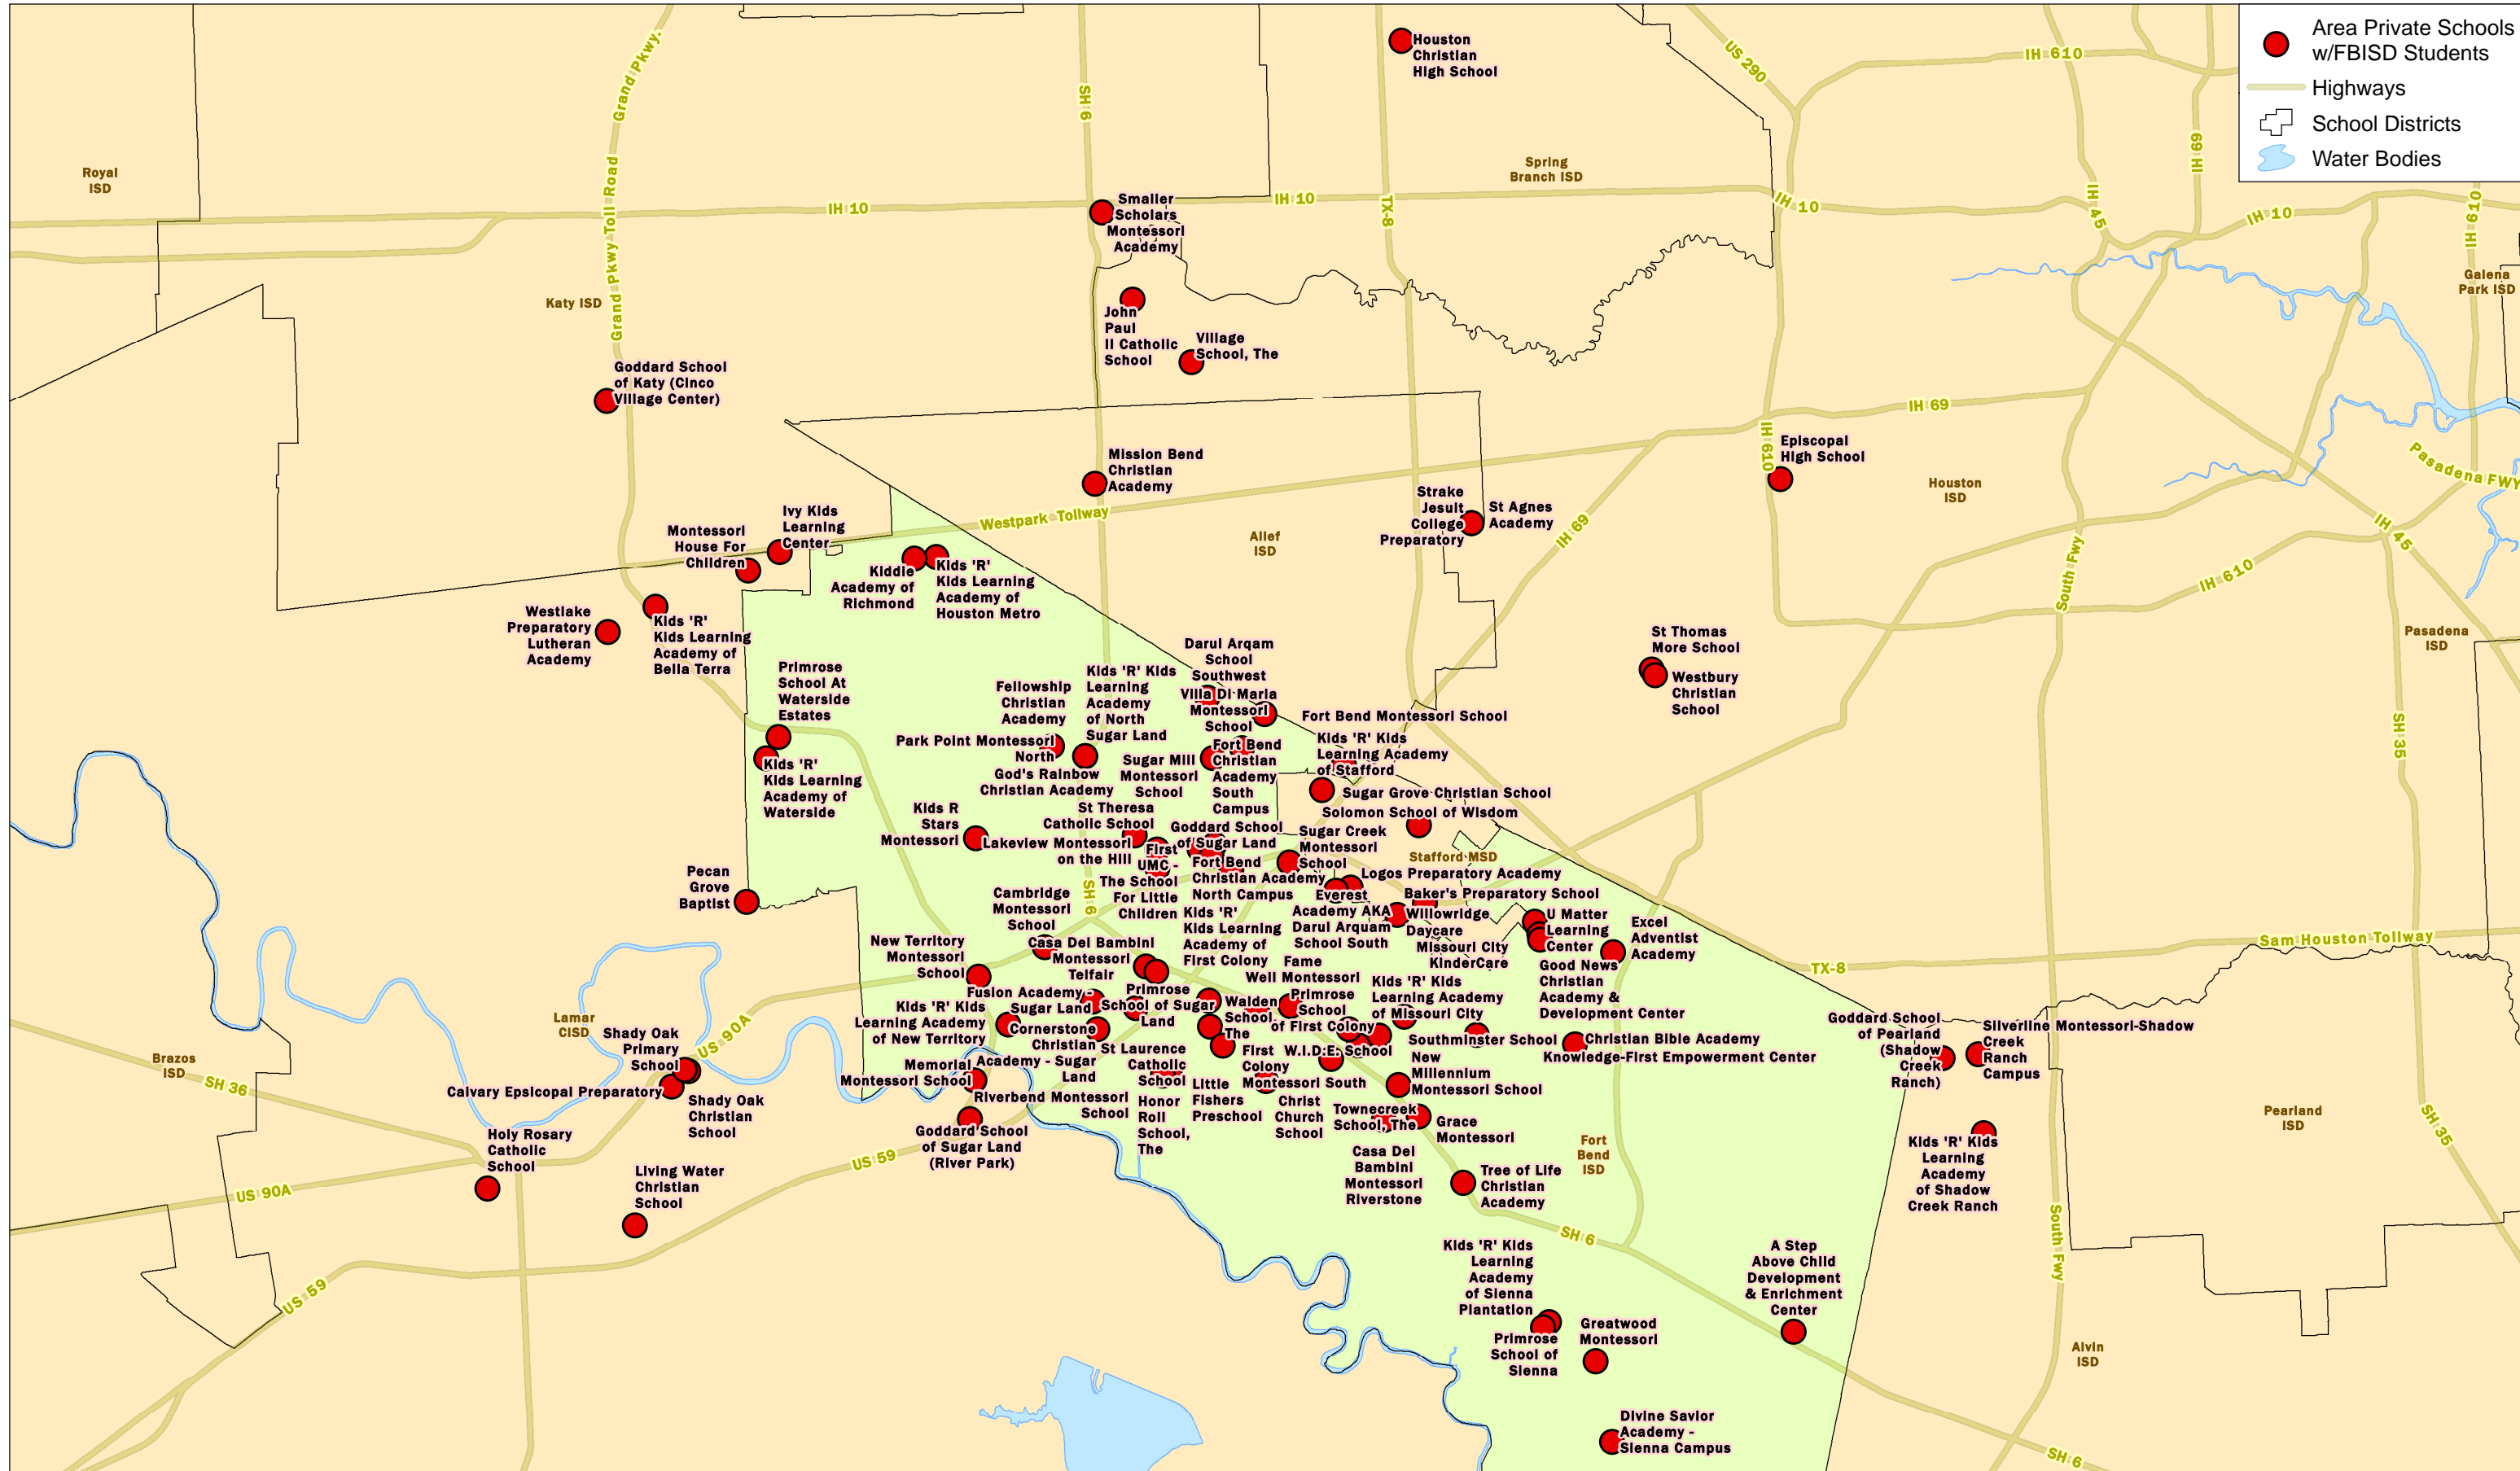 Area Private Schools
w/FBISD Students
Highways
School Districts
Water Bodies
Houston
Christian
High School
Grand Pkwy.
Grand Pkwy Toll Road
SH 6
TX-8
US 290
IH 610
IH 69
IH 45
IH 10
IH 610
Royal
ISD
Spring
Branch ISD
IH 10
IH 10
IH 10
Smaller
Scholars
Montessori
Academy
Katy ISD
Galena
Park ISD
John
Paul
II Catholic
School
Village
School, The
Goddard School
of Katy (Cinco
Village Center)
IH 69
IH 610
Episcopal
High School
Pasadena FWY
Mission Bend
Christian
Academy
Houston
ISD
Strake
Jesuit
College
Preparatory
St Agnes
Academy
Ivy Kids
Learning
Center
Westpark Tollway
Montessori
House For
Children
Alief
ISD
IH 69
IH 45
South Fwy
IH 610
Kiddie
Academy of
Richmond
Kids 'R'
Kids Learning
Academy of
Houston Metro
Westlake
Preparatory
Lutheran
Academy
Kids 'R'
Kids Learning
Academy of
Bella Terra
Pasadena
ISD
St Thomas
More School
Westbury
Christian
School
SH 35
Primrose
School At
Waterside
Estates
Kids 'R'
Kids Learning
Academy of
Waterside
Darul Arqam
School
Southwest
Villa Di Maria
Montessori
School
Kids 'R' Kids
Learning
Academy
of North
Sugar Land
Fellowship
Christian
Academy
Park Point Montessori
North
God's Rainbow
Christian Academy
Sugar Mill
Montessori
School
Fort Bend
Christian
Academy
South
Campus
Fort Bend Montessori School
Kids 'R' Kids
Learning Academy
of Stafford
Sugar Grove Christian School
Solomon School of Wisdom
Kids R
Stars
Montessori
St Theresa
Catholic School
Lakeview Montessori
on the Hill
First
UMC -
The School
For Little
Children
Goddard School
of Sugar Land
Fort Bend
Christian Academy
North Campus
Sugar Creek
Montessori
School
Stafford MSD
Logos Preparatory Academy
Everest
Academy AKA
Darul Arquam
School South
Baker's Preparatory School
Willowridge
Daycare
Missouri City
KinderCare
U Matter
Learning
Center
Excel
Adventist
Academy
Good News
Christian
Academy &
Development Center
Pecan
Grove
Baptist
SH 6
Cambridge
Montessori
School
New Territory
Montessori
School
Casa Dei Bambini
Montessori
Telfair
Kids 'R'
Kids Learning
Academy of
First Colony
Fame
Well Montessori
Sam Houston Tollway
TX-8
Fusion Academy -
Sugar Land
Primrose
School of Sugar
Land
Walden
School
The
Primrose
School
of First Colony
Kids 'R' Kids
Learning Academy
of Missouri City
Kids 'R' Kids
Learning Academy
of New Territory
Cornerstone
Christian
Academy - Sugar
Land
St Laurence
Catholic
School
First
Colony
Montessori South
W.I.D.E. School
Southminster School
Christian Bible Academy
Knowledge-First Empowerment Center
New
Millennium
Montessori School
Goddard School
of Pearland
(Shadow
Creek
Ranch)
Silverline Montessori-Shadow
Creek
Ranch
Campus
Lamar
CISD
Brazos
ISD
SH 36
US 90A
Shady Oak
Primary
School
Calvary Epsicopal Preparatory
Shady Oak
Christian
School
Memorial
Montessori School
Riverbend Montessori
School
Honor
Roll
School,
The
Little
Fishers
Preschool
Christ
Church
School
Townecreek
School, The
Grace
Montessori
Goddard School
of Sugar Land
(River Park)
Pearland
ISD
SH 35
Kids 'R' Kids
Learning
Academy
of Shadow
Creek Ranch
Holy Rosary
Catholic
School
Living Water
Christian
School
US 90A
US 59
Casa Dei
Bambini
Montessori
Riverstone
Fort
Bend
ISD
Tree of Life
Christian
Academy
SH 6
South Fwy
US 59
Kids 'R' Kids
Learning
Academy
of Sienna
Plantation
Primrose
School of
Sienna
Greatwood
Montessori
A Step
Above Child
Development
& Enrichment
Center
Alvin
ISD
Divine Savior
Academy -
Sienna Campus
SH 6